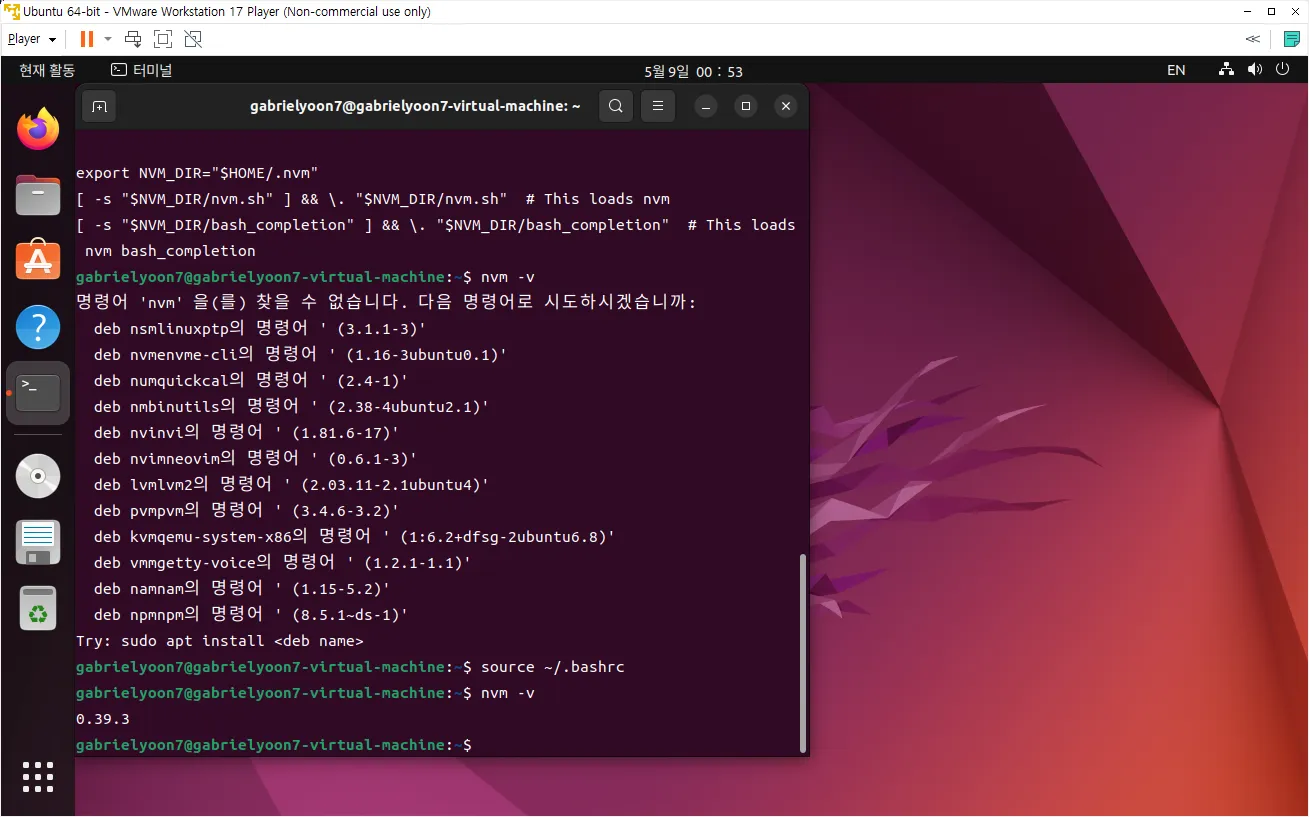 Ubuntu 64-bit - VMware Workstation 17 Player (Non-commercial use only)
Player
현재 활동
터미널
5월 9일 00 : 53
EN
gabrielyoon7@gabrielyoon7-virtual-machine: ~
export NVM_DIR="$HOME/.nvm"
[ -s "$NVM_DIR/nvm.sh" ] && \. "$NVM_DIR/nvm.sh"  # This loads nvm
[ -s "$NVM_DIR/bash_completion" ] && \. "$NVM_DIR/bash_completion"  # This loads
 nvm bash_completion
gabrielyoon7@gabrielyoon7-virtual-machine:~$ nvm -v
명령어 'nvm' 을(를) 찾을 수 없습니다. 다음 명령어로 시도하시겠습니까:
  deb nsmlinuxptp의 명령어 ' (3.1.1-3)'
  deb nvmenvme-cli의 명령어 ' (1.16-3ubuntu0.1)'
  deb numquickcal의 명령어 ' (2.4-1)'
  deb nmbinutils의 명령어 ' (2.38-4ubuntu2.1)'
  deb nvinvi의 명령어 ' (1.81.6-17)'
  deb nvimneovim의 명령어 ' (0.6.1-3)'
  deb lvmlvm2의 명령어 ' (2.03.11-2.1ubuntu4)'
  deb pvmpvm의 명령어 ' (3.4.6-3.2)'
  deb kvmqemu-system-x86의 명령어 ' (1:6.2+dfsg-2ubuntu6.8)'
  deb vmmgetty-voice의 명령어 ' (1.2.1-1.1)'
  deb namnam의 명령어 ' (1.15-5.2)'
  deb npmnpm의 명령어 ' (8.5.1~ds-1)'
Try: sudo apt install <deb name>
gabrielyoon7@gabrielyoon7-virtual-machine:~$ source ~/.bashrc
gabrielyoon7@gabrielyoon7-virtual-machine:~$ nvm -v
0.39.3
gabrielyoon7@gabrielyoon7-virtual-machine:~$